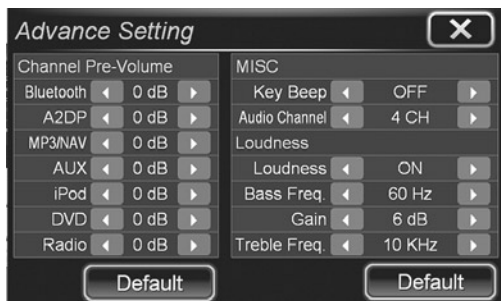 Advance Setting
Channel Pre-Volume
Bluetooth 0 dB
A2DP 0 dB
MP3/NAV 0 dB
AUX 0 dB
iPod 0 dB
DVD 0 dB
Radio 0 dB
Default
MISC
Key Beep OFF
Audio Channel 4 CH
Loudness
Loudness ON
Bass Freq. 60 Hz
Gain 6 dB
Treble Freq. 10 KHz
Default